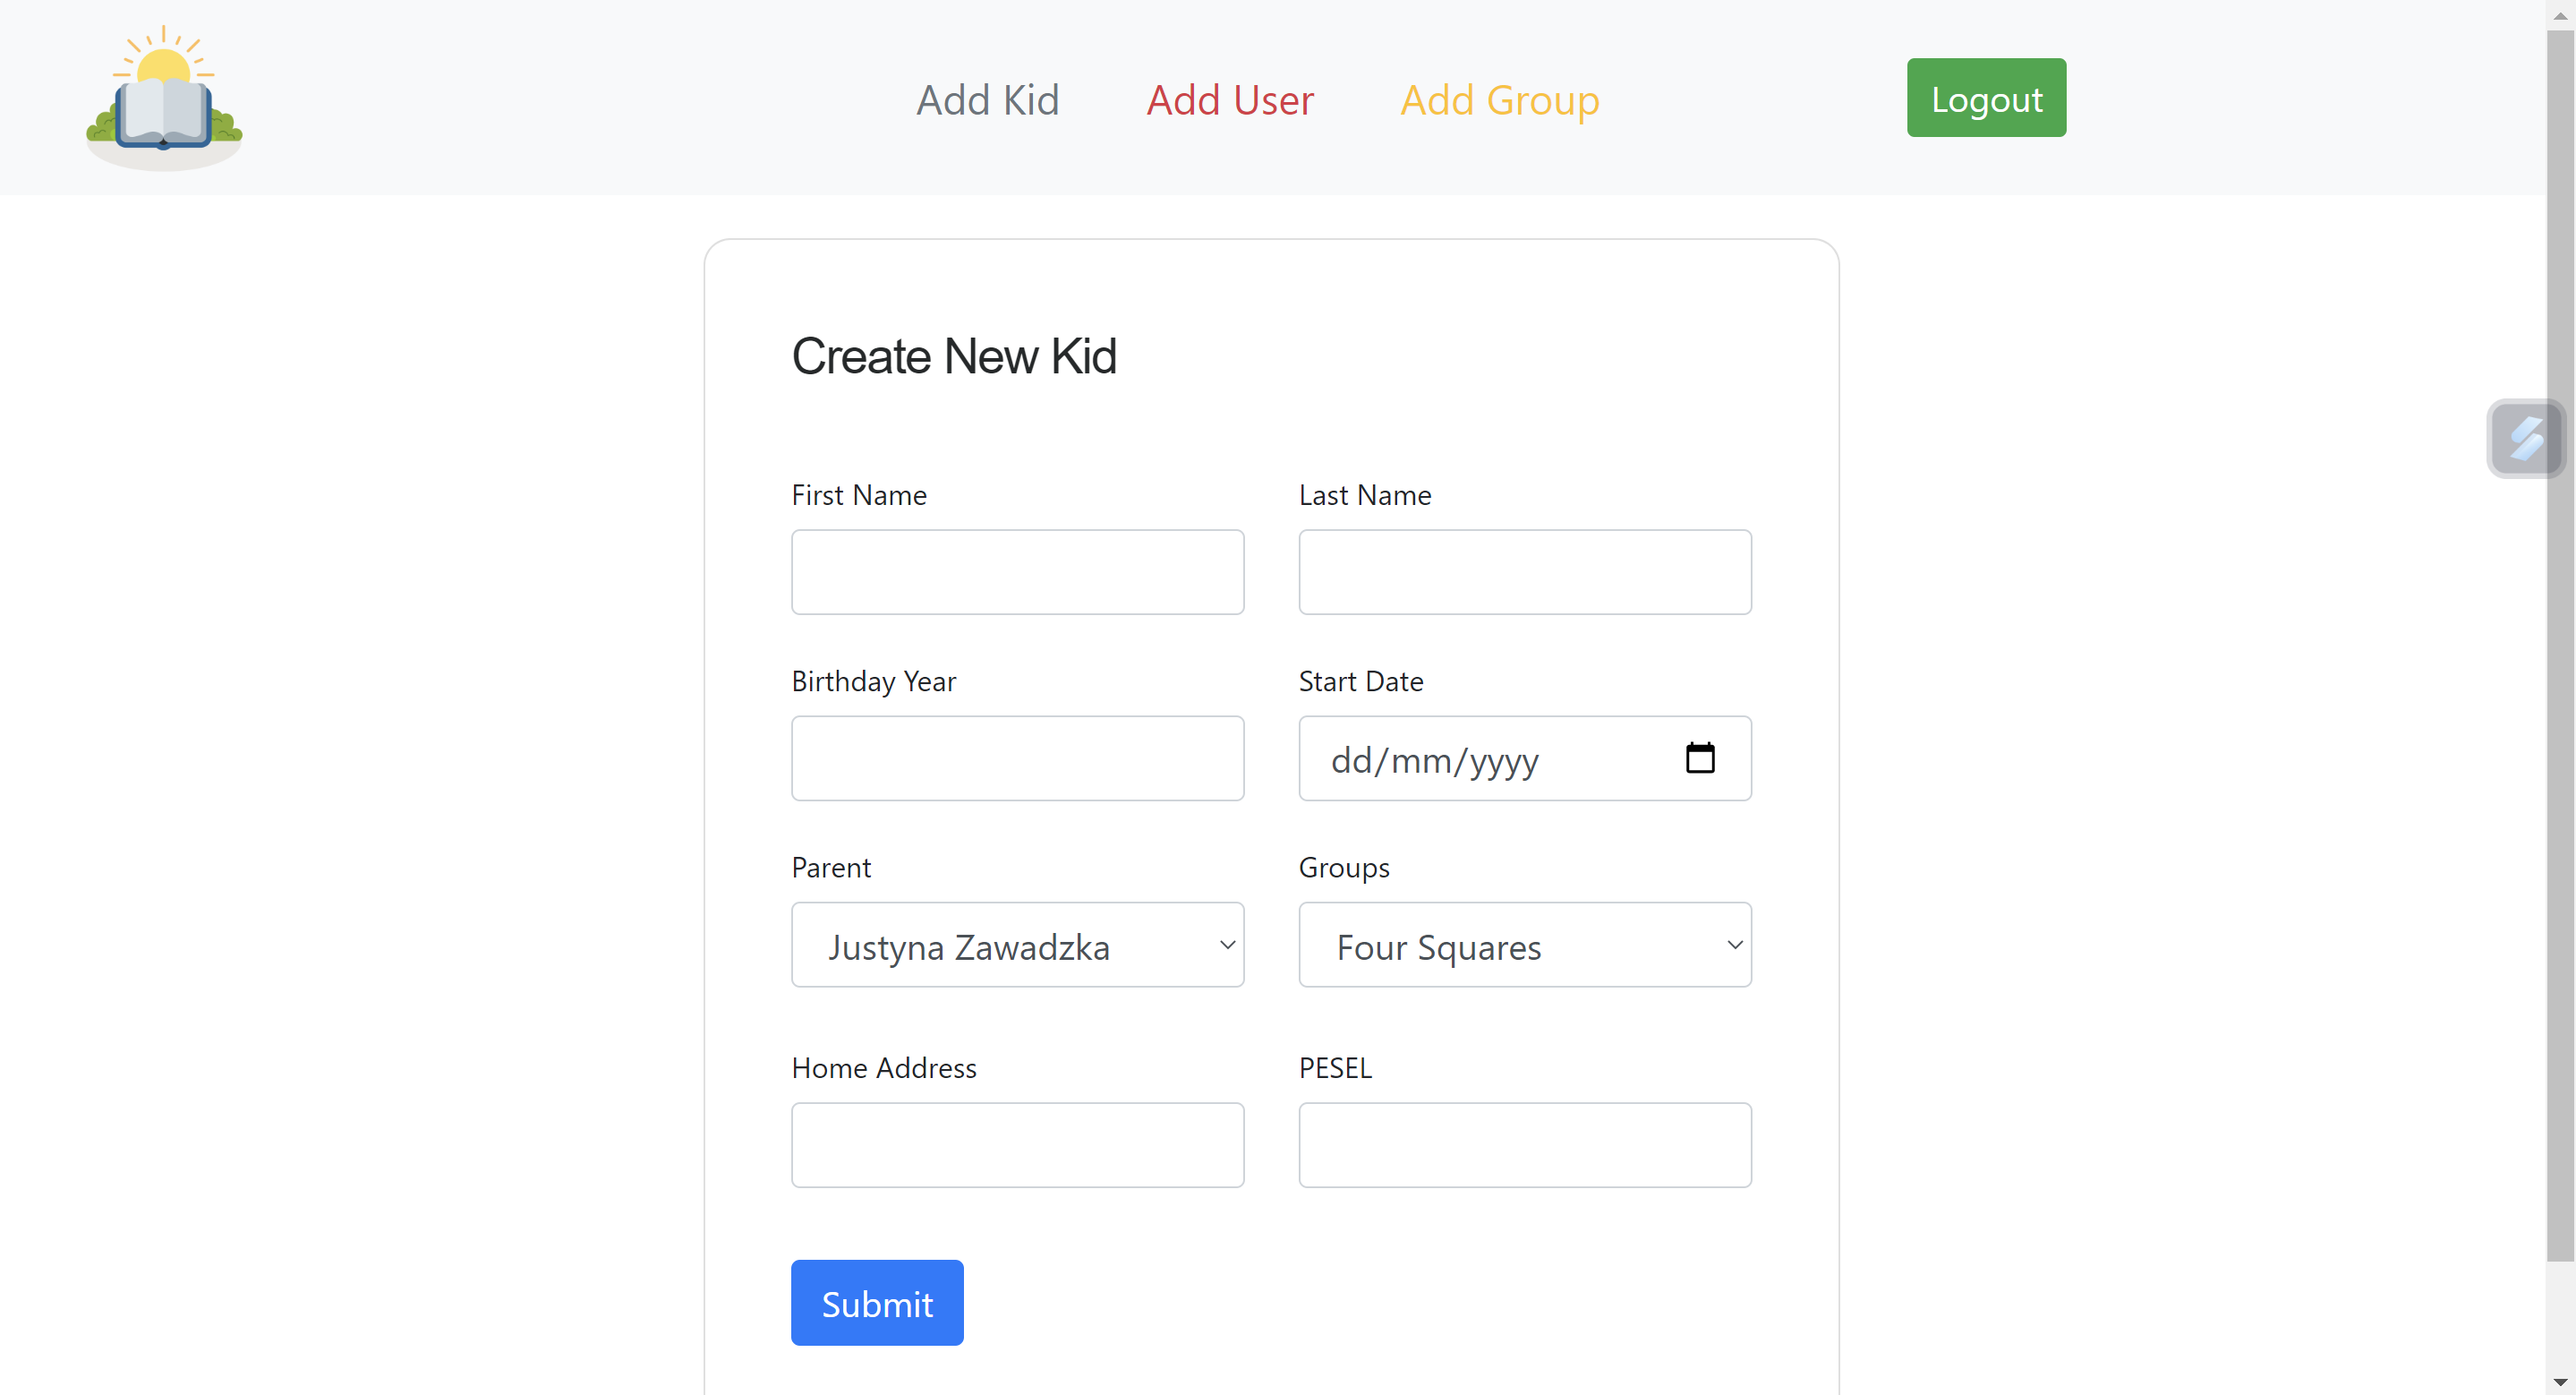 Add Kid Add User Add Group Logout
Create New Kid
First Name Last Name
Birthday Year Start Date
dd/mm/yyyy
Parent Groups
Justyna Zawadzka Four Squares
Home Address PESEL
Submit